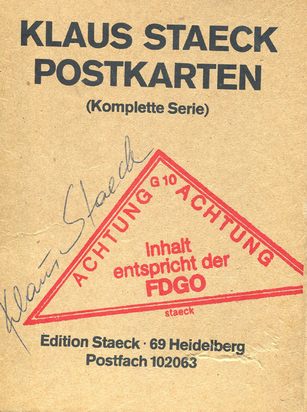 KLAUS STAECK
POSTKARTEN
(Komplette Serie)
Klaus Staeck
ACHTUNG G 10 ACHTUNG
Inhalt
entspricht der
FDGO
staeck
Edition Staeck · 69 Heidelberg
Postfach 102063